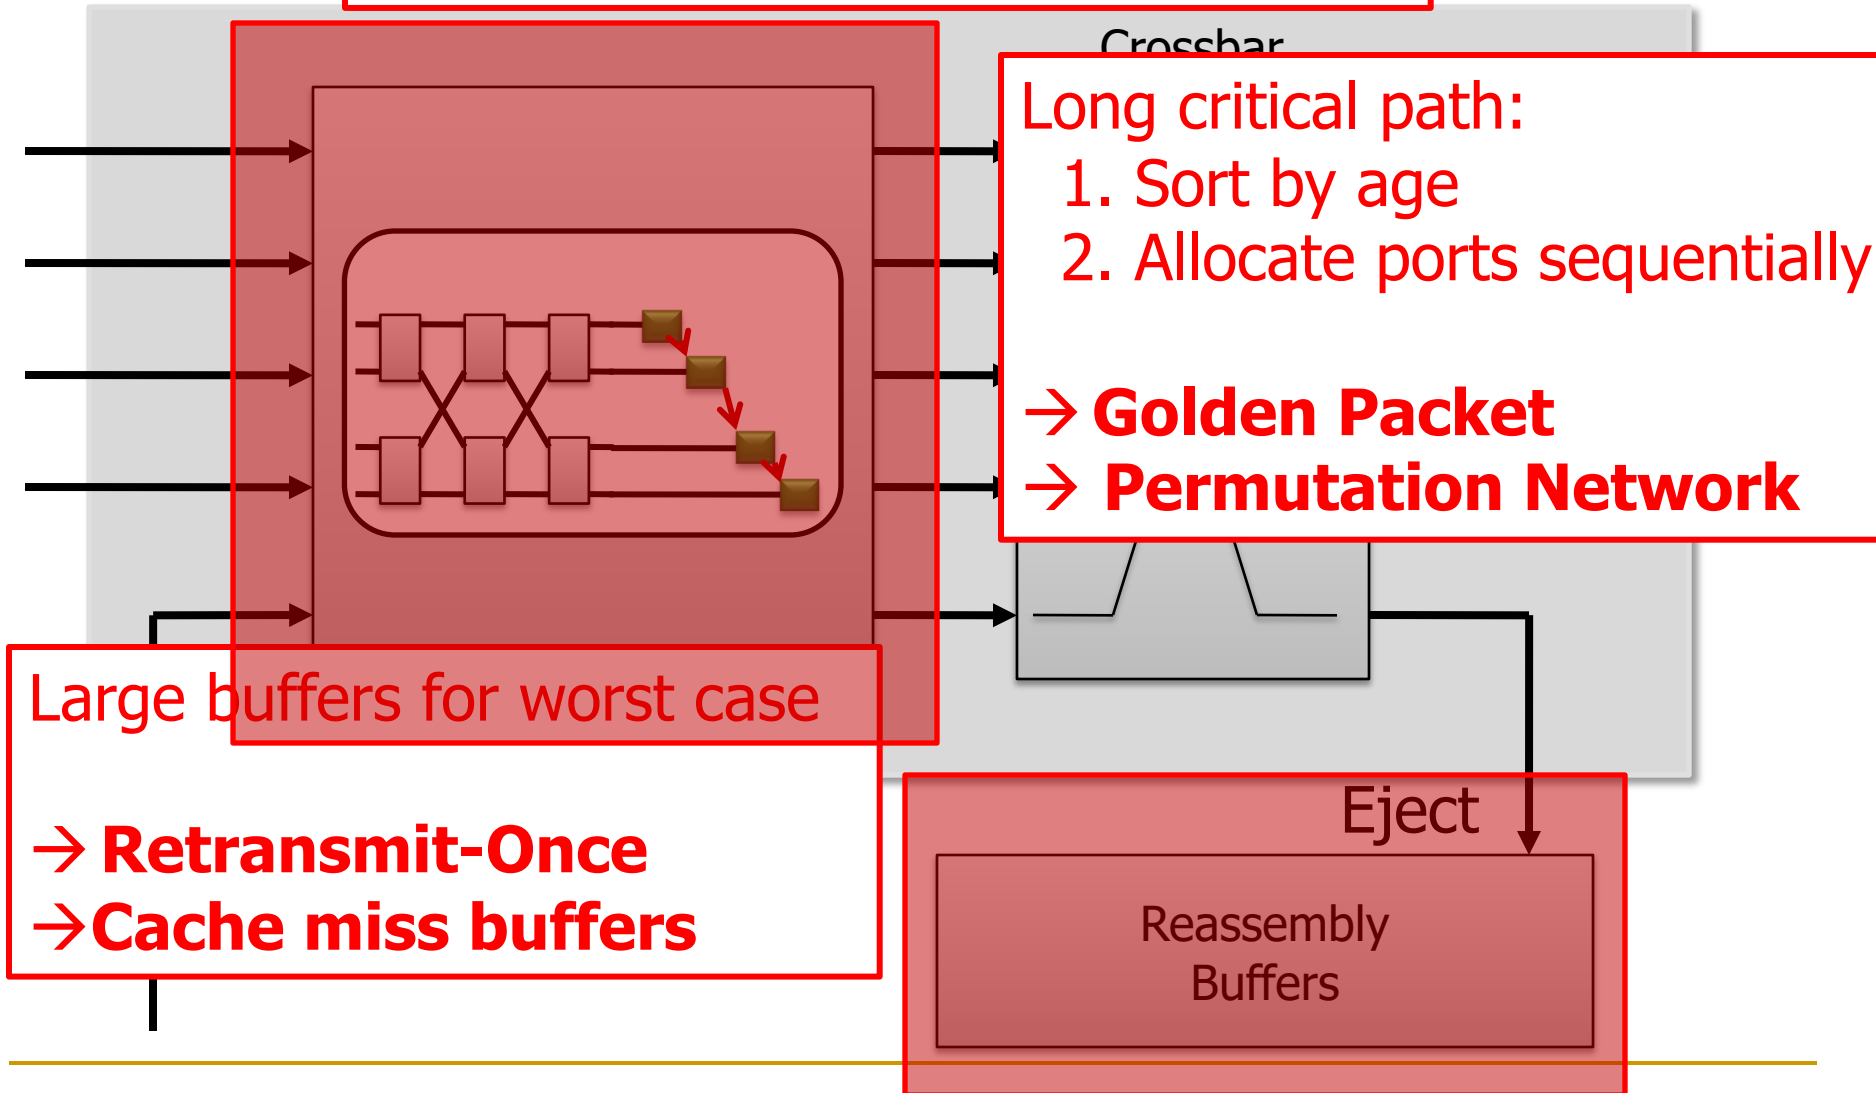 Crossbar
Long critical path:
1. Sort by age
2. Allocate ports sequentially
→ Golden Packet
→ Permutation Network
Large buffers for worst case
→ Retransmit-Once
→Cache miss buffers
Eject
Reassembly
Buffers